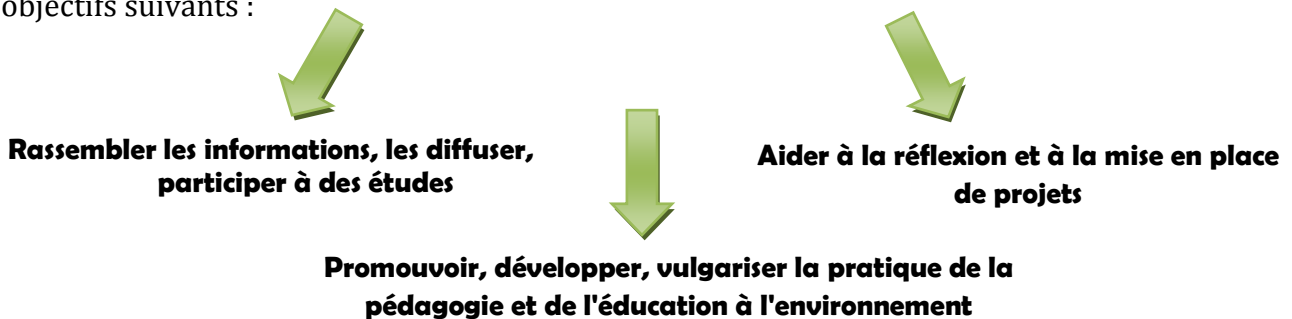 objectifs suivants :
Rassembler les informations, les diffuser,
participer à des études
Aider à la réflexion et à la mise en place
de projets
Promouvoir, développer, vulgariser la pratique de la
pédagogie et de l'éducation à l'environnement